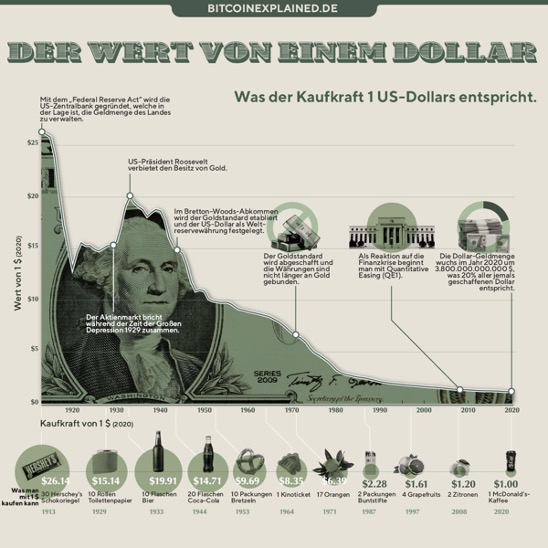 BITCOINEXPLAINED.DE
DER WERT VON EINEM DOLLAR
Was der Kaufkraft 1 US-Dollars entspricht.
Mit dem „Federal Reserve Act" wird die
US-Zentralbank gegründet, welche in
der Lage ist, die Geldmenge des Landes
zu verwalten.
US-Präsident Roosevelt
verbietet den Besitz von Gold.
Im Bretton-Woods-Abkommen
wird der Goldstandard etabliert
und der US-Dollar als Welt-
reservewährung festgelegt.
Der Goldstandard
wird abgeschafft und
die Währungen sind
nicht länger an Gold
gebunden.
Als Reaktion auf die
Finanzkrise beginnt
man mit Quantitative
Easing (QE1).
Die Dollar-Geldmenge
wuchs im Jahr 2020 um
3.800.000.000.000 $,
was 20% aller jemals
geschaffenen Dollar
entspricht.
Der Aktienmarkt bricht
während der Zeit der Großen
Depression 1929 zusammen.
Wert von 1 $ (2020)
$25
$20
$15
$10
$5
$0
WASHINGTON
SERIES
2009
Secretary of the Treasury.
1920 1930 1940 1950 1960 1970 1980 1990 2000 2010 2020
Kaufkraft von 1 $ (2020)
HERSHEY'S
Was man
mit 1 $
kaufen kann
$26.14 $15.14 $19.91 $14.71 $9.69 $8.35 $6.39 $2.28 $1.61 $1.20 $1.00
30 Hershey's
Schokoriegel
10 Rollen
Toilettenpapier
10 Flaschen
Bier
20 Flaschen
Coca-Cola
10 Packungen
Bretzeln
1 Kinoticket
17 Orangen
2 Packungen
Buntstifte
4 Grapefruits
2 Zitronen
1 McDonald's-
Kaffee
1913 1929 1933 1944 1953 1964 1971 1987 1997 2008 2020